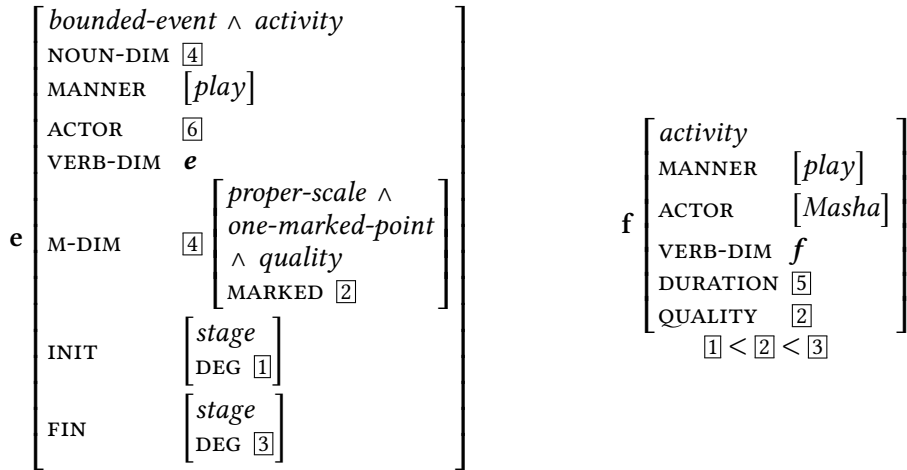 bounded-event ∧ activity
NOUN-DIM 4
MANNER [play]
ACTOR 6
VERB-DIM e
e M-DIM 4 [proper-scale ∧
one-marked-point
∧ quality
MARKED 2]
INIT [stage
DEG 1]
FIN [stage
DEG 3]
activity
MANNER [play]
f ACTOR [Masha]
VERB-DIM f
DURATION 5
QUALITY 2
1 < 2 < 3